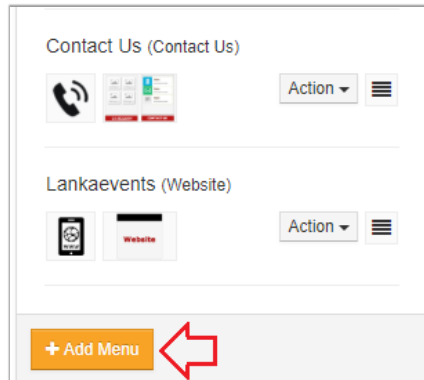 Contact Us (Contact Us)
Action
Lankaevents (Website)
Website
Action
+ Add Menu